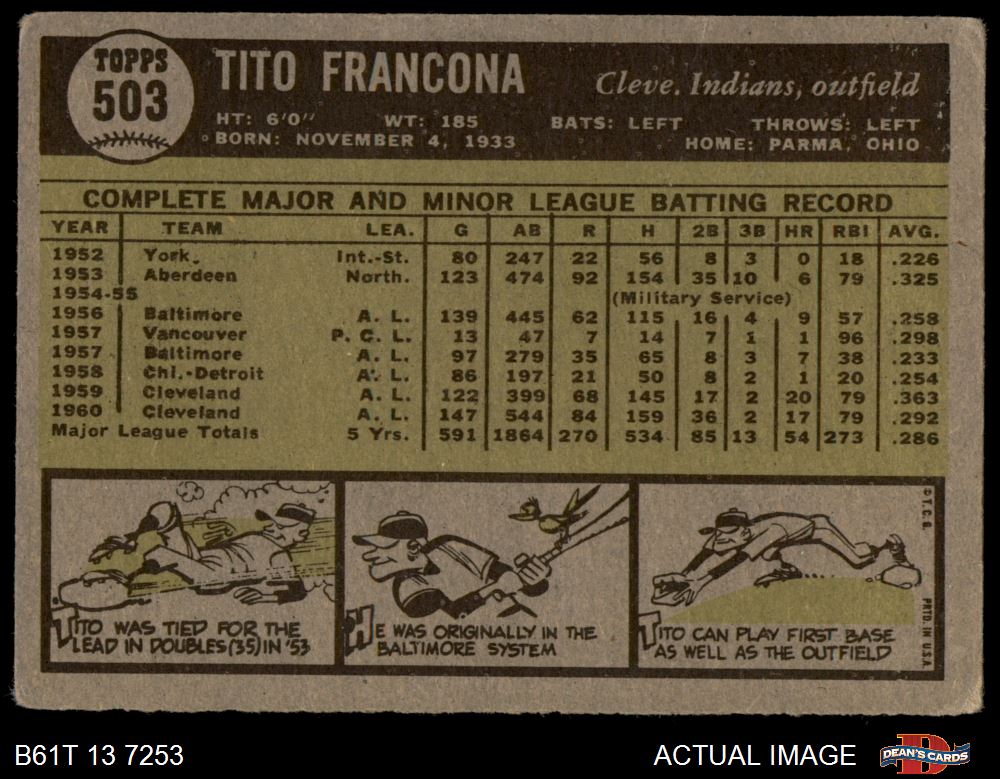 TOPPS
503
TITO FRANCONA
Cleve. Indians, outfield
HT: 6'0" WT: 185 BATS: LEFT THROWS: LEFT
BORN: NOVEMBER 4, 1933 HOME: PARMA, OHIO
COMPLETE MAJOR AND MINOR LEAGUE BATTING RECORD
YEAR TEAM LEA. G AB R H 2B 3B HR RBI AVG.
1952 York. Int.-St. 80 247 22 56 8 3 0 18 .226
1953 Aberdeen North. 123 474 92 154 35 10 6 79 .325
1954-55 (Military Service)
1956 Baltimore A. L. 139 445 62 115 16 4 9 57 .258
1957 Vancouver P. C. L. 13 47 7 14 7 1 1 96 .298
1957 Baltimore A. L. 97 279 35 65 8 3 7 38 .233
1958 Chi.-Detroit A. L. 86 197 21 50 8 2 1 20 .254
1959 Cleveland A. L. 122 399 68 145 17 2 20 79 .363
1960 Cleveland A. L. 147 544 84 159 36 2 17 79 .292
Major League Totals 5 Yrs. 591 1864 270 534 85 13 54 273 .286
TITO WAS TIED FOR THE
LEAD IN DOUBLES (35) IN '53
HE WAS ORIGINALLY IN THE
BALTIMORE SYSTEM
TITO CAN PLAY FIRST BASE
AS WELL AS THE OUTFIELD
© T. C. G. PRTD. IN U.S.A.
B61T 13 7253
ACTUAL IMAGE
DEAN'S CARDS